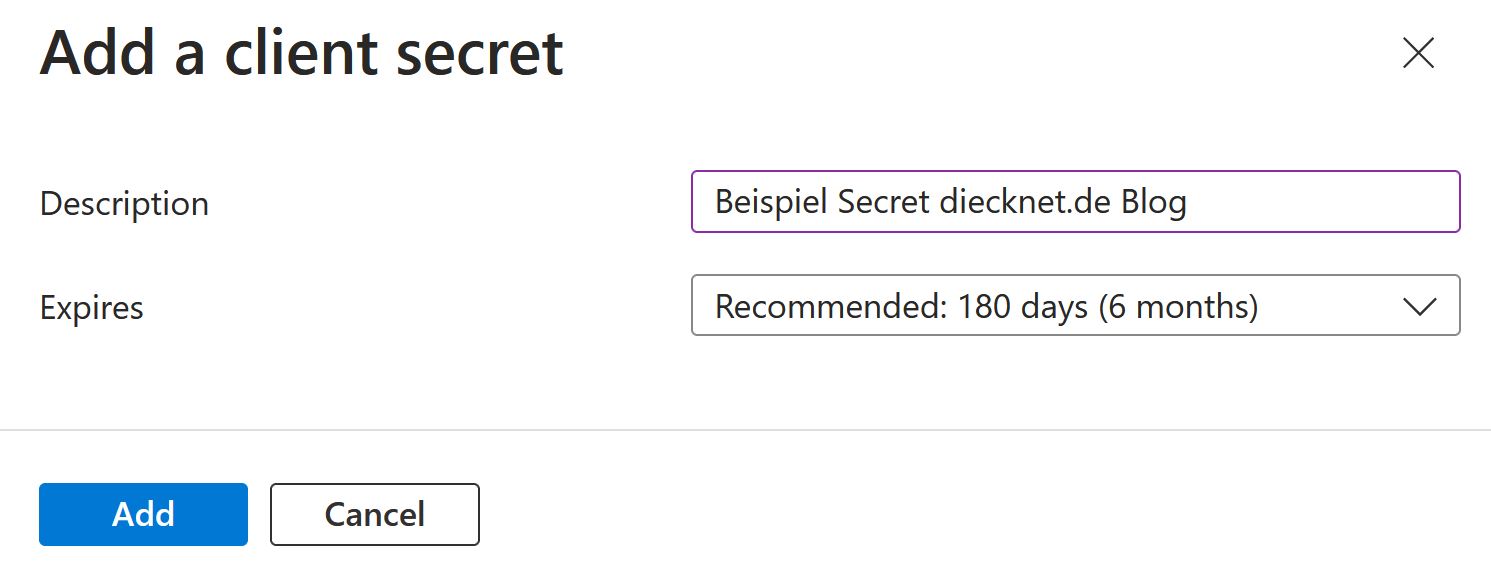 Add a client secret
Description
Beispiel Secret diecknet.de Blog
Expires
Recommended: 180 days (6 months)
Add
Cancel